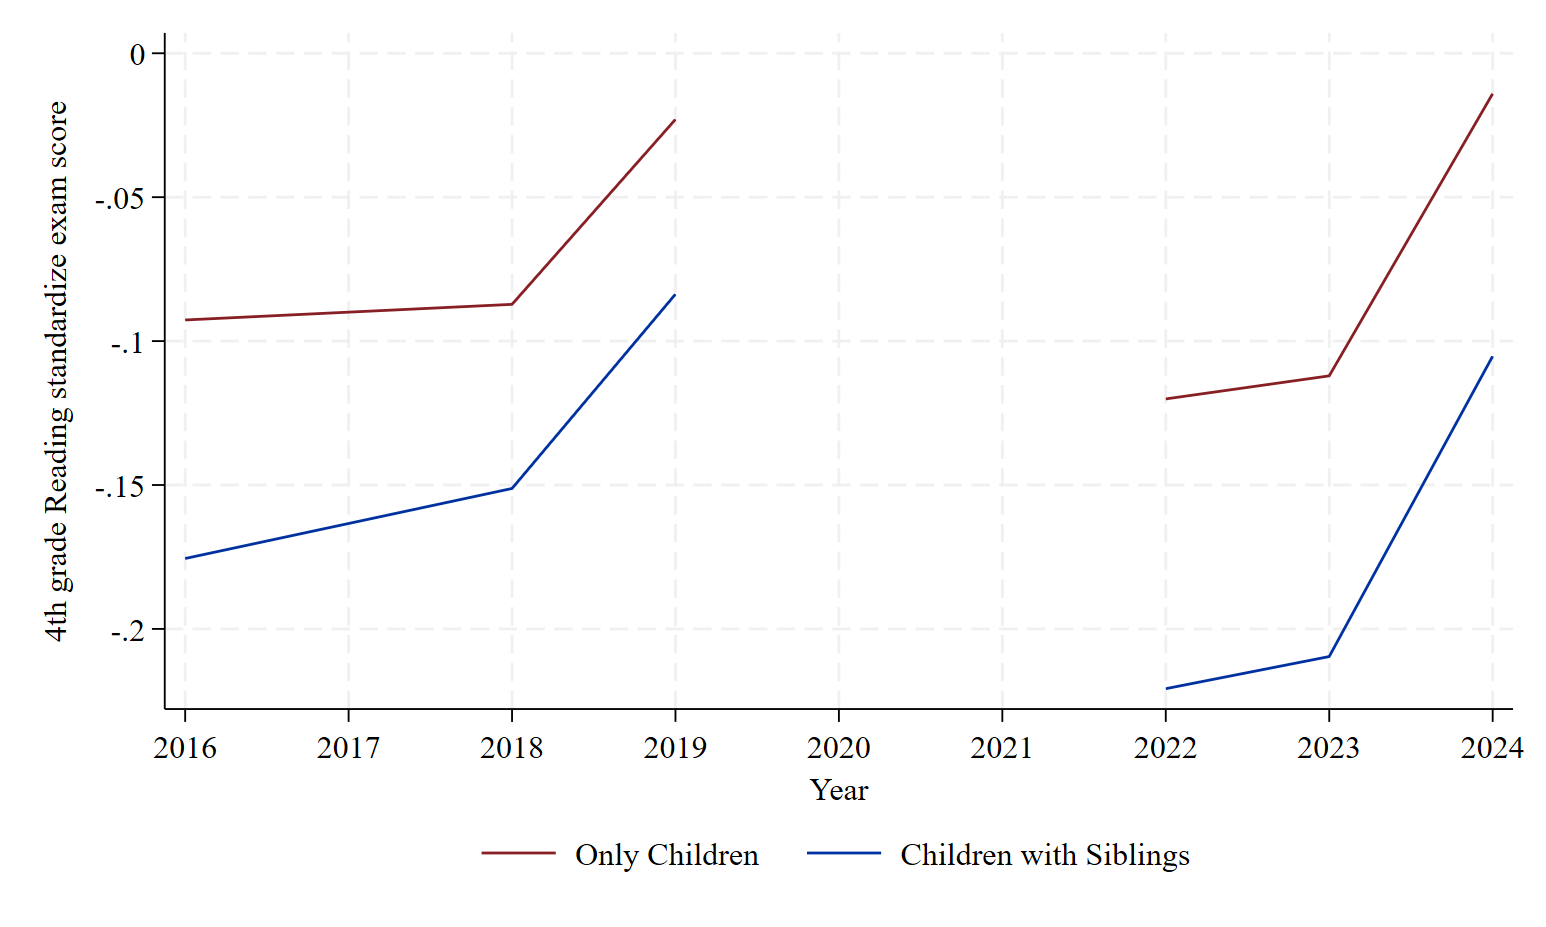 4th grade Reading standardize exam score
0
-.05
-.1
-.15
-.2
2016 2017 2018 2019 2020 2021 2022 2023 2024
Year
Only Children Children with Siblings